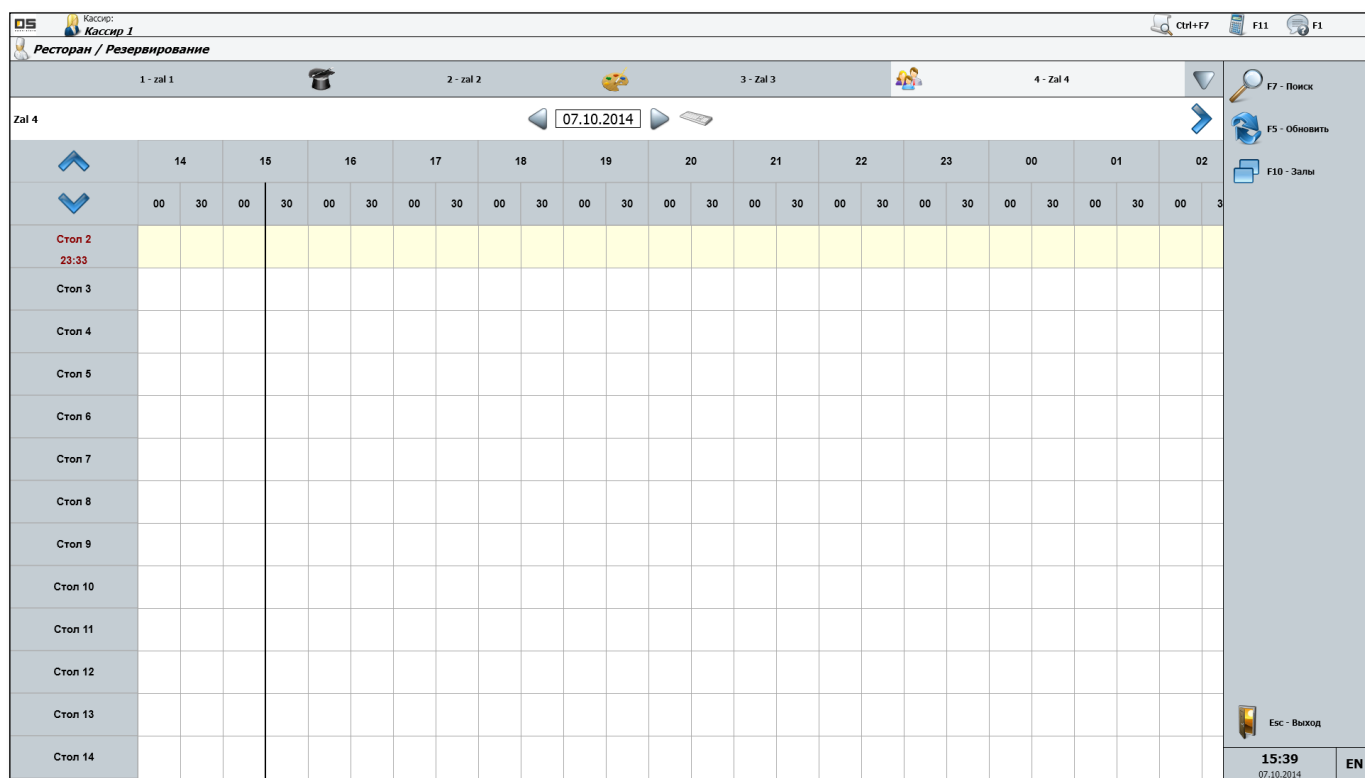 DS
Кассир:
Кассир 1
Ctrl+F7
F11
F1
Ресторан / Резервирование
1 - zal 1
2 - zal 2
3 - Zal 3
4 - Zal 4
F7 - Поиск
Zal 4
07.10.2014
F5 - Обновить
14 15 16 17 18 19 20 21 22 23 00 01 02
F10 - Залы
00 30 00 30 00 30 00 30 00 30 00 30 00 30 00 30 00 30 00 30 00 30 00 30 00 3
Стол 2
23:33
Стол 3
Стол 4
Стол 5
Стол 6
Стол 7
Стол 8
Стол 9
Стол 10
Стол 11
Стол 12
Стол 13
Esc - Выход
Стол 14
15:39
07.10.2014
EN